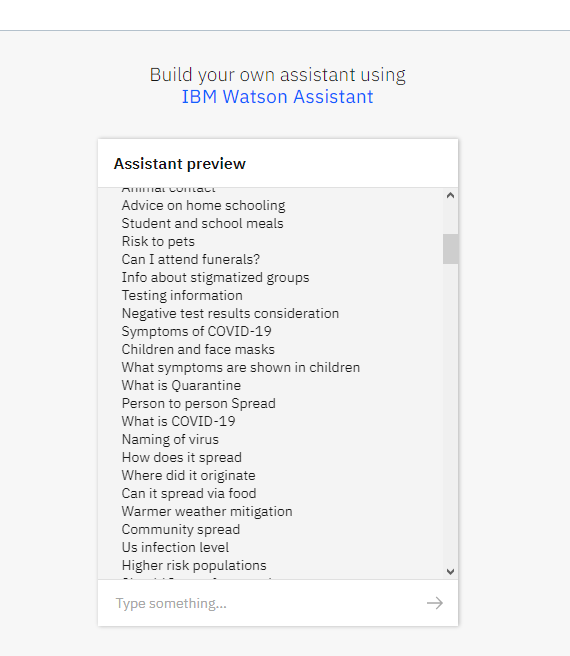 Build your own assistant using
IBM Watson Assistant
Assistant preview
Animal contact
Advice on home schooling
Student and school meals
Risk to pets
Can I attend funerals?
Info about stigmatized groups
Testing information
Negative test results consideration
Symptoms of COVID-19
Children and face masks
What symptoms are shown in children
What is Quarantine
Person to person Spread
What is COVID-19
Naming of virus
How does it spread
Where did it originate
Can it spread via food
Warmer weather mitigation
Community spread
Us infection level
Higher risk populations
Type something...